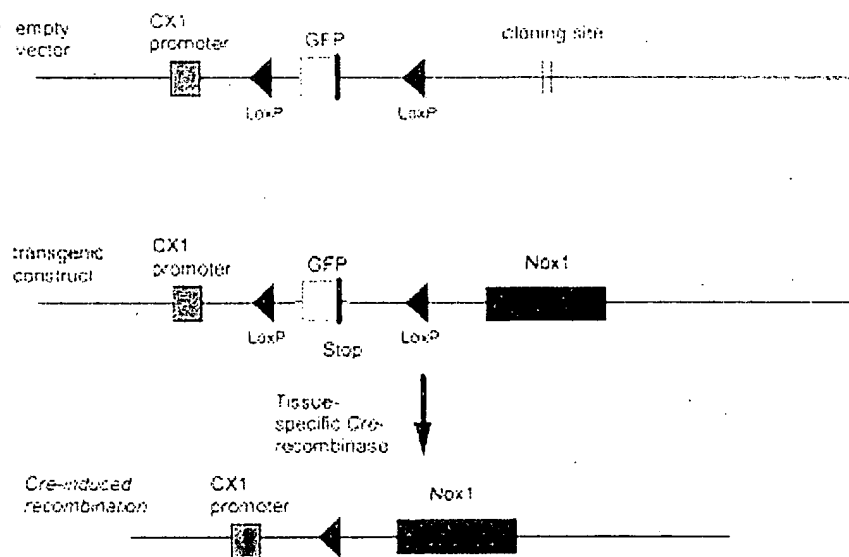 empty
vector
CX1
promoter
GFP
cloning site
LoxP
LoxP
transgenic
construct
CX1
promoter
GFP
Nox1
LoxP
Stop
LoxP
Tissue-
specific Cre-
recombinase
Cre-induced
recombination
CX1
promoter
Nox1